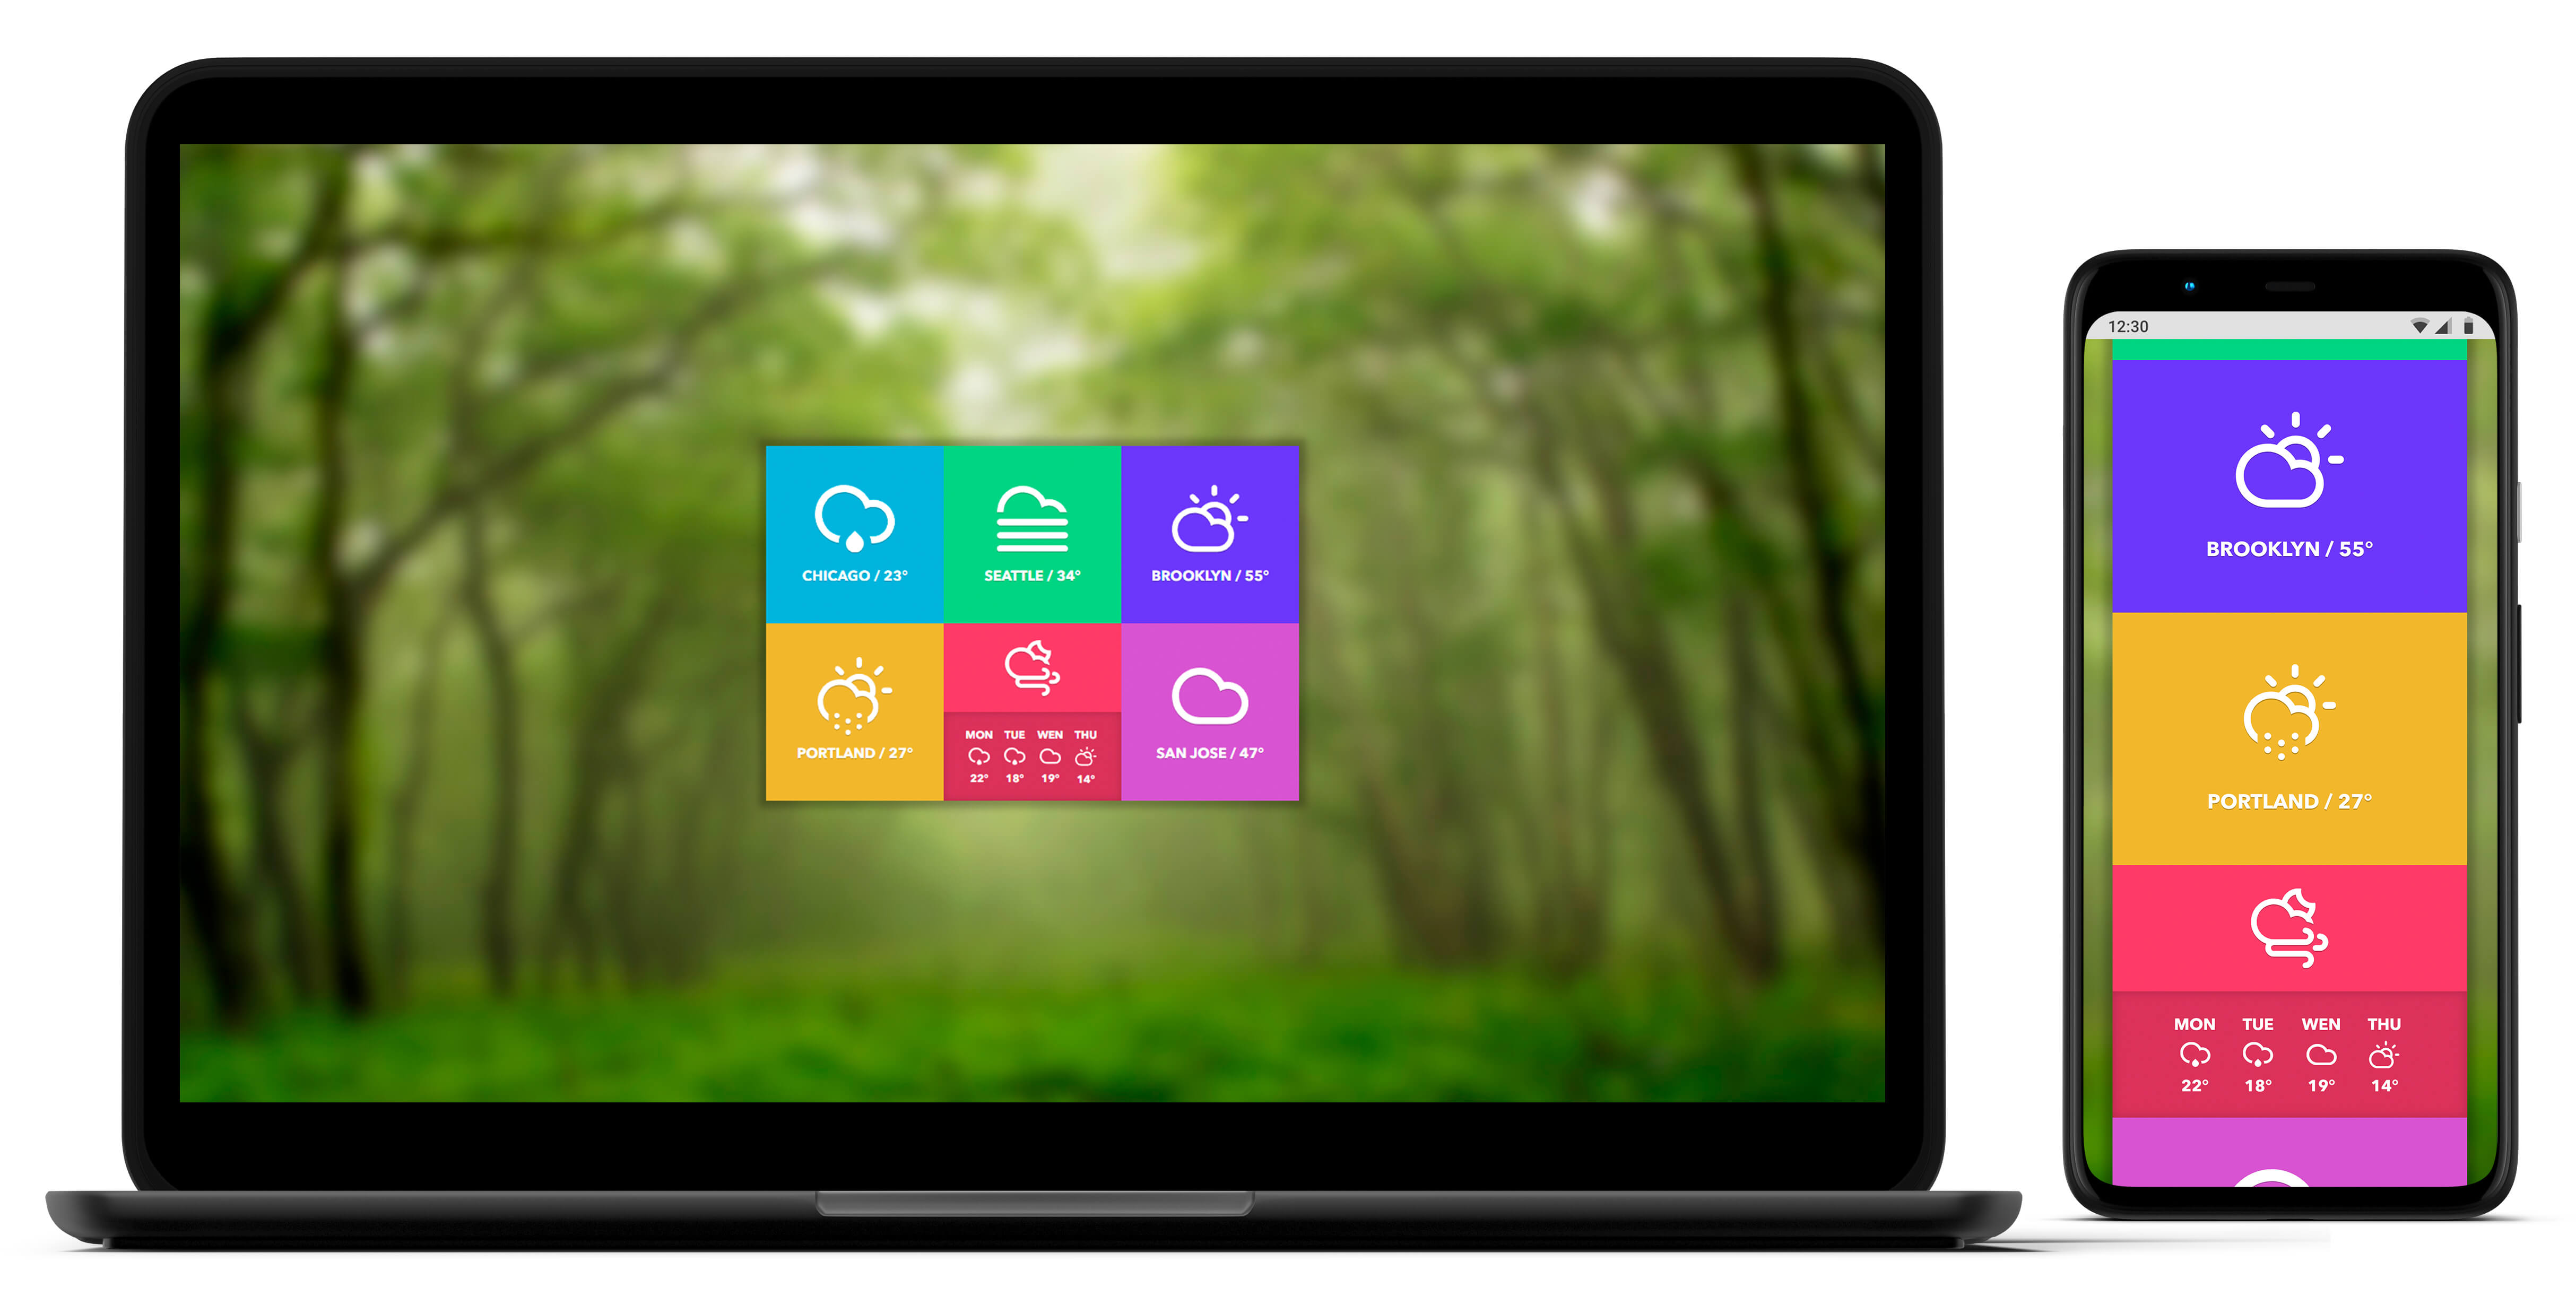 CHICAGO / 23°
SEATTLE / 34°
BROOKLYN / 55°
PORTLAND / 27°
MON TUE WEN THU
22° 18° 19° 14°
SAN JOSE / 47°
12:30
BROOKLYN / 55°
PORTLAND / 27°
MON TUE WEN THU
22° 18° 19° 14°